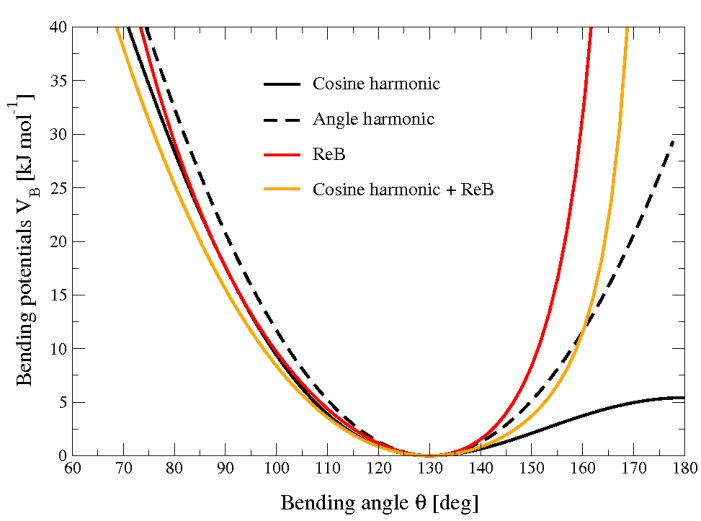 40
35
30
25
20
15
10
5
0
Bending potentials V_B [kJ mol^-1]
Cosine harmonic
Angle harmonic
ReB
Cosine harmonic + ReB
60 70 80 90 100 110 120 130 140 150 160 170 180
Bending angle θ [deg]